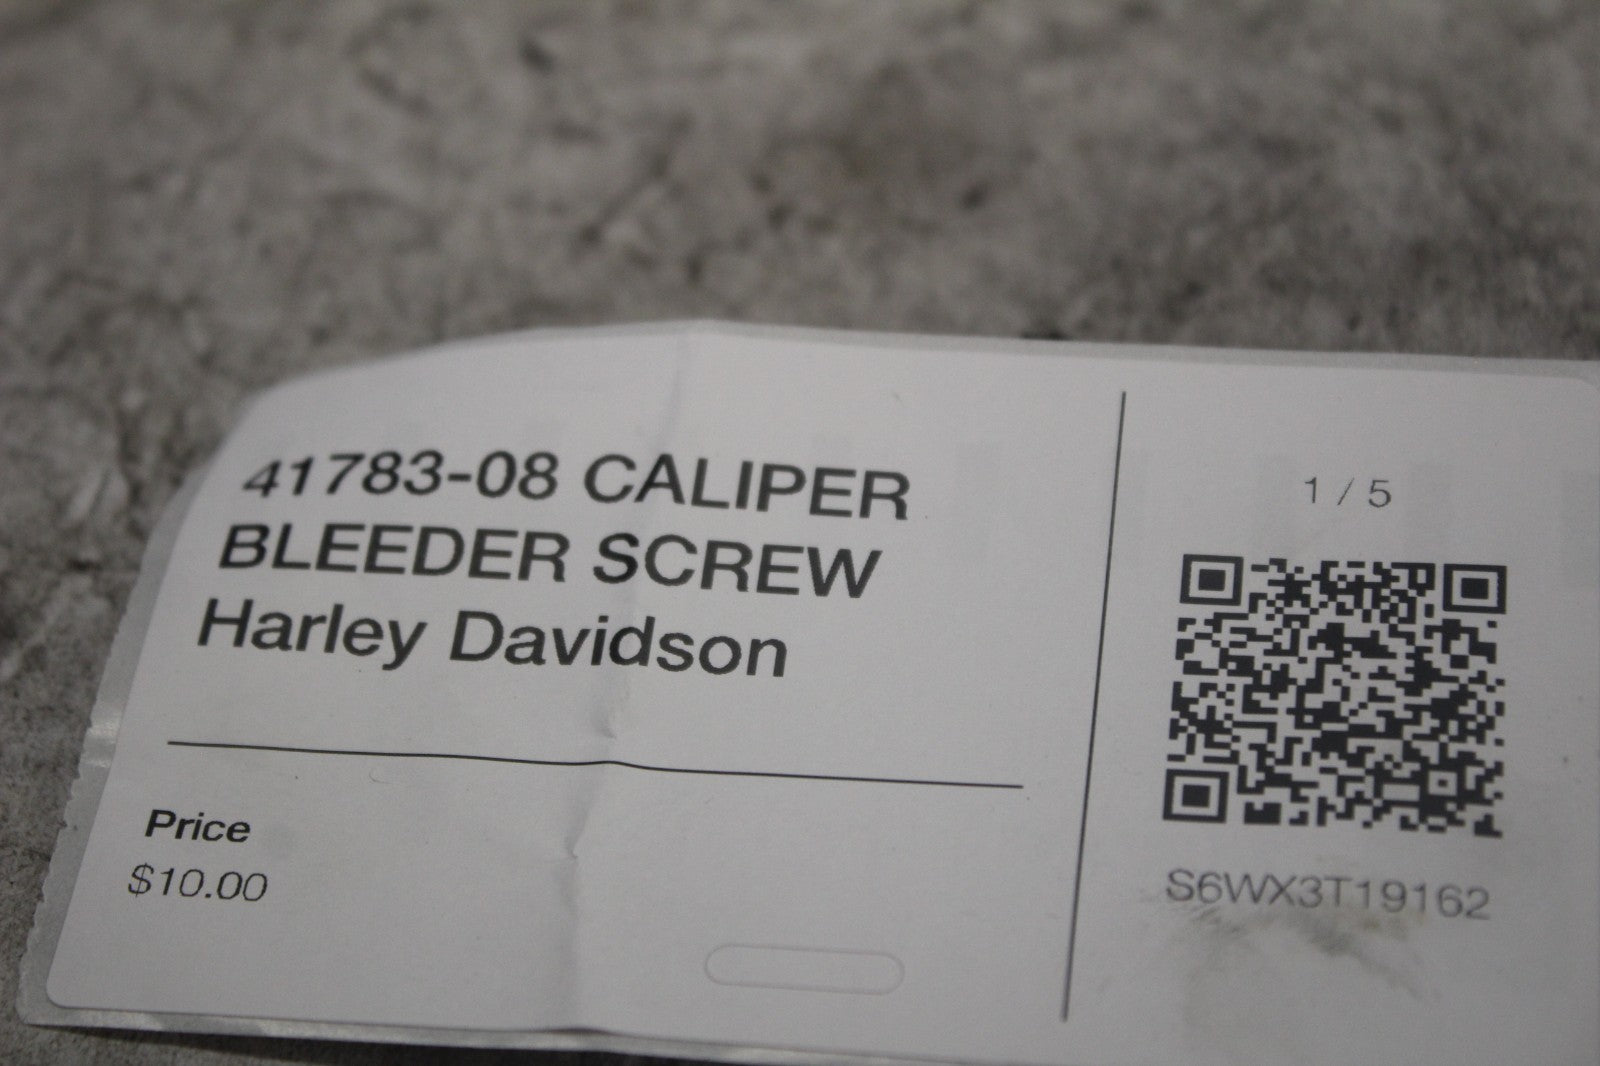 41783-08 CALIPER
BLEEDER SCREW
Harley Davidson
Price
$10.00
1 / 5
S6WX3T19162